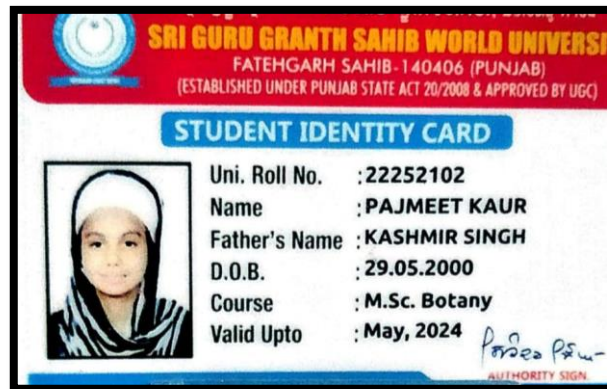 SRI GURU GRANTH SAHIB WORLD UNIVERSI
FATEHGARH SAHIB-140406 (PUNJAB)
(ESTABLISHED UNDER PUNJAB STATE ACT 20/2008 & APPROVED BY UGC)
STUDENT IDENTITY CARD
Uni. Roll No. : 22252102
Name : PAJMEET KAUR
Father's Name : KASHMIR SINGH
D.O.B. : 29.05.2000
Course : M.Sc. Botany
Valid Upto : May, 2024
AUTHORITY SIGN.